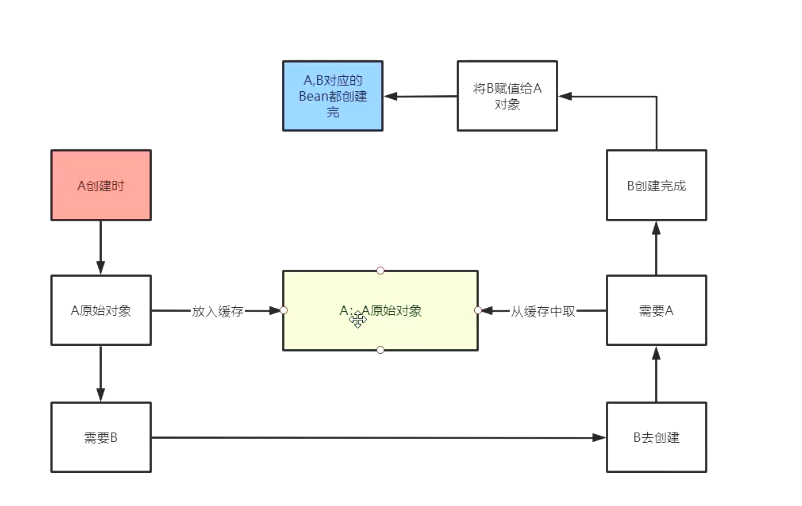 A,B对应的
Bean都创建
完
将B赋值给A
对象
A创建时
B创建完成
A原始对象
放入缓存
A：A原始对象
从缓存中取
需要A
需要B
B去创建